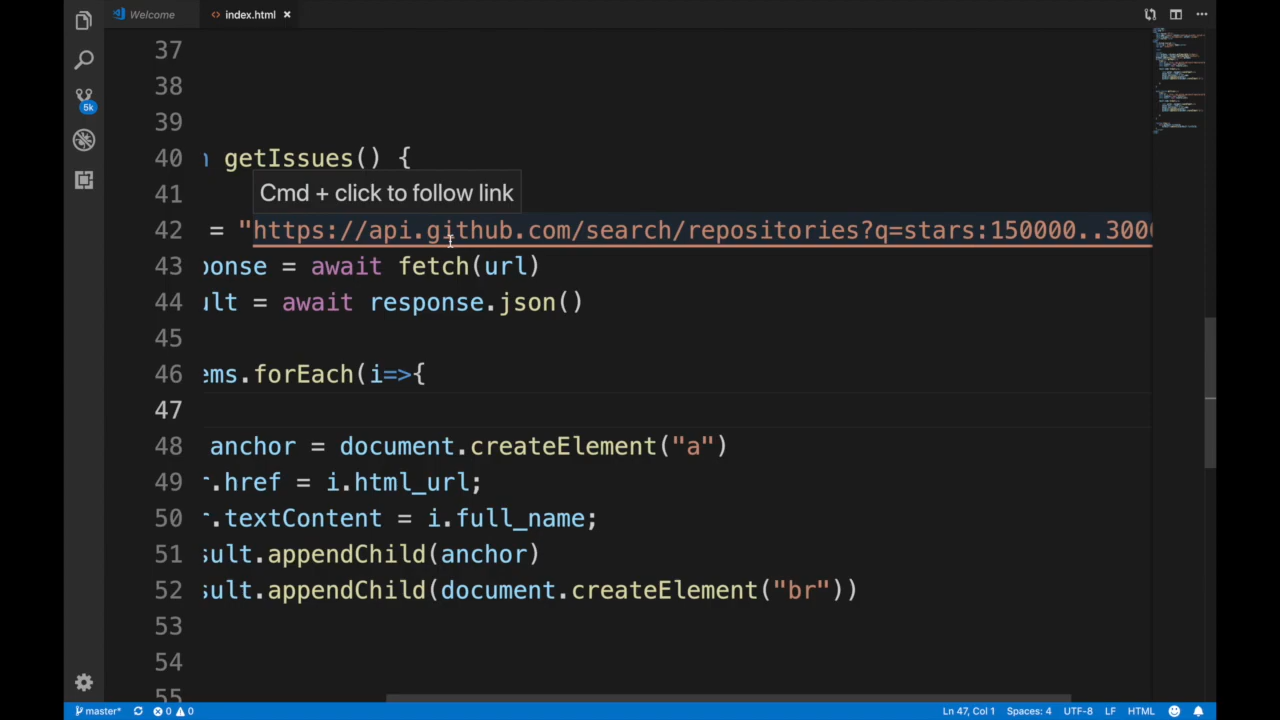 Welcome
<> index.html ×
37
38
39
40 n getIssues() {
Cmd + click to follow link
41
42 = "https://api.github.com/search/repositories?q=stars:150000..300
43 ponse = await fetch(url)
44 ult = await response.json()
45
46 ems.forEach(i=>{
47
48 anchor = document.createElement("a")
49 r.href = i.html_url;
50 r.textContent = i.full_name;
51 sult.appendChild(anchor)
52 sult.appendChild(document.createElement("br"))
53
54
55
5k
master* 0 0 Ln 47, Col 1 Spaces: 4 UTF-8 LF HTML